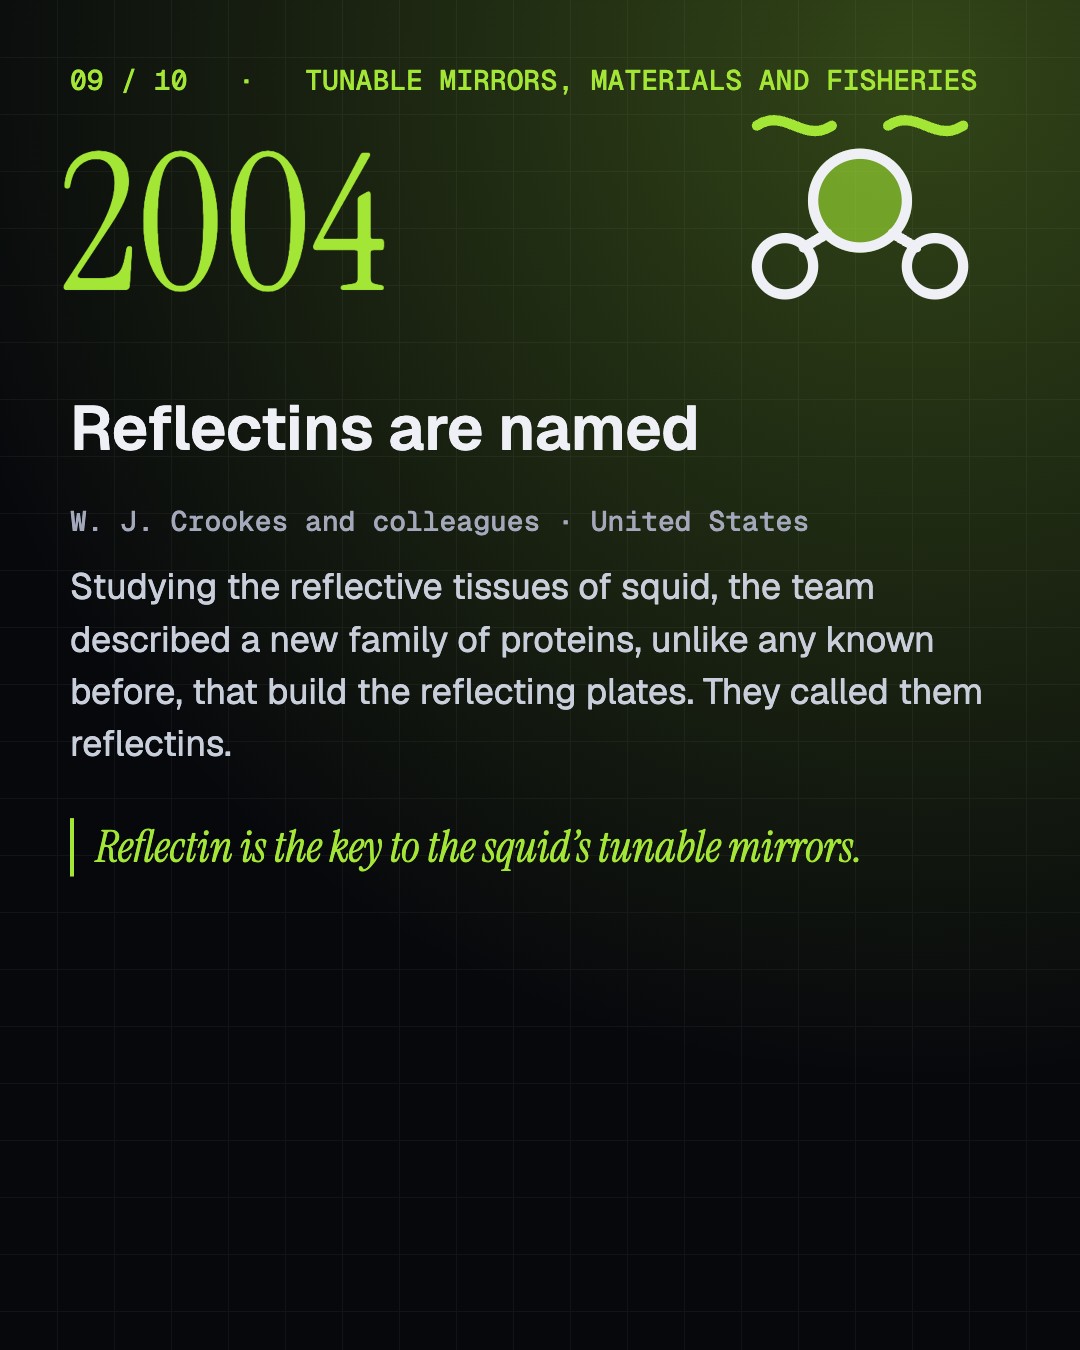 09 / 10 · TUNABLE MIRRORS, MATERIALS AND FISHERIES
2004
Reflectins are named
W. J. Crookes and colleagues · United States
Studying the reflective tissues of squid, the team
described a new family of proteins, unlike any known
before, that build the reflecting plates. They called them
reflectins.
Reflectin is the key to the squid’s tunable mirrors.